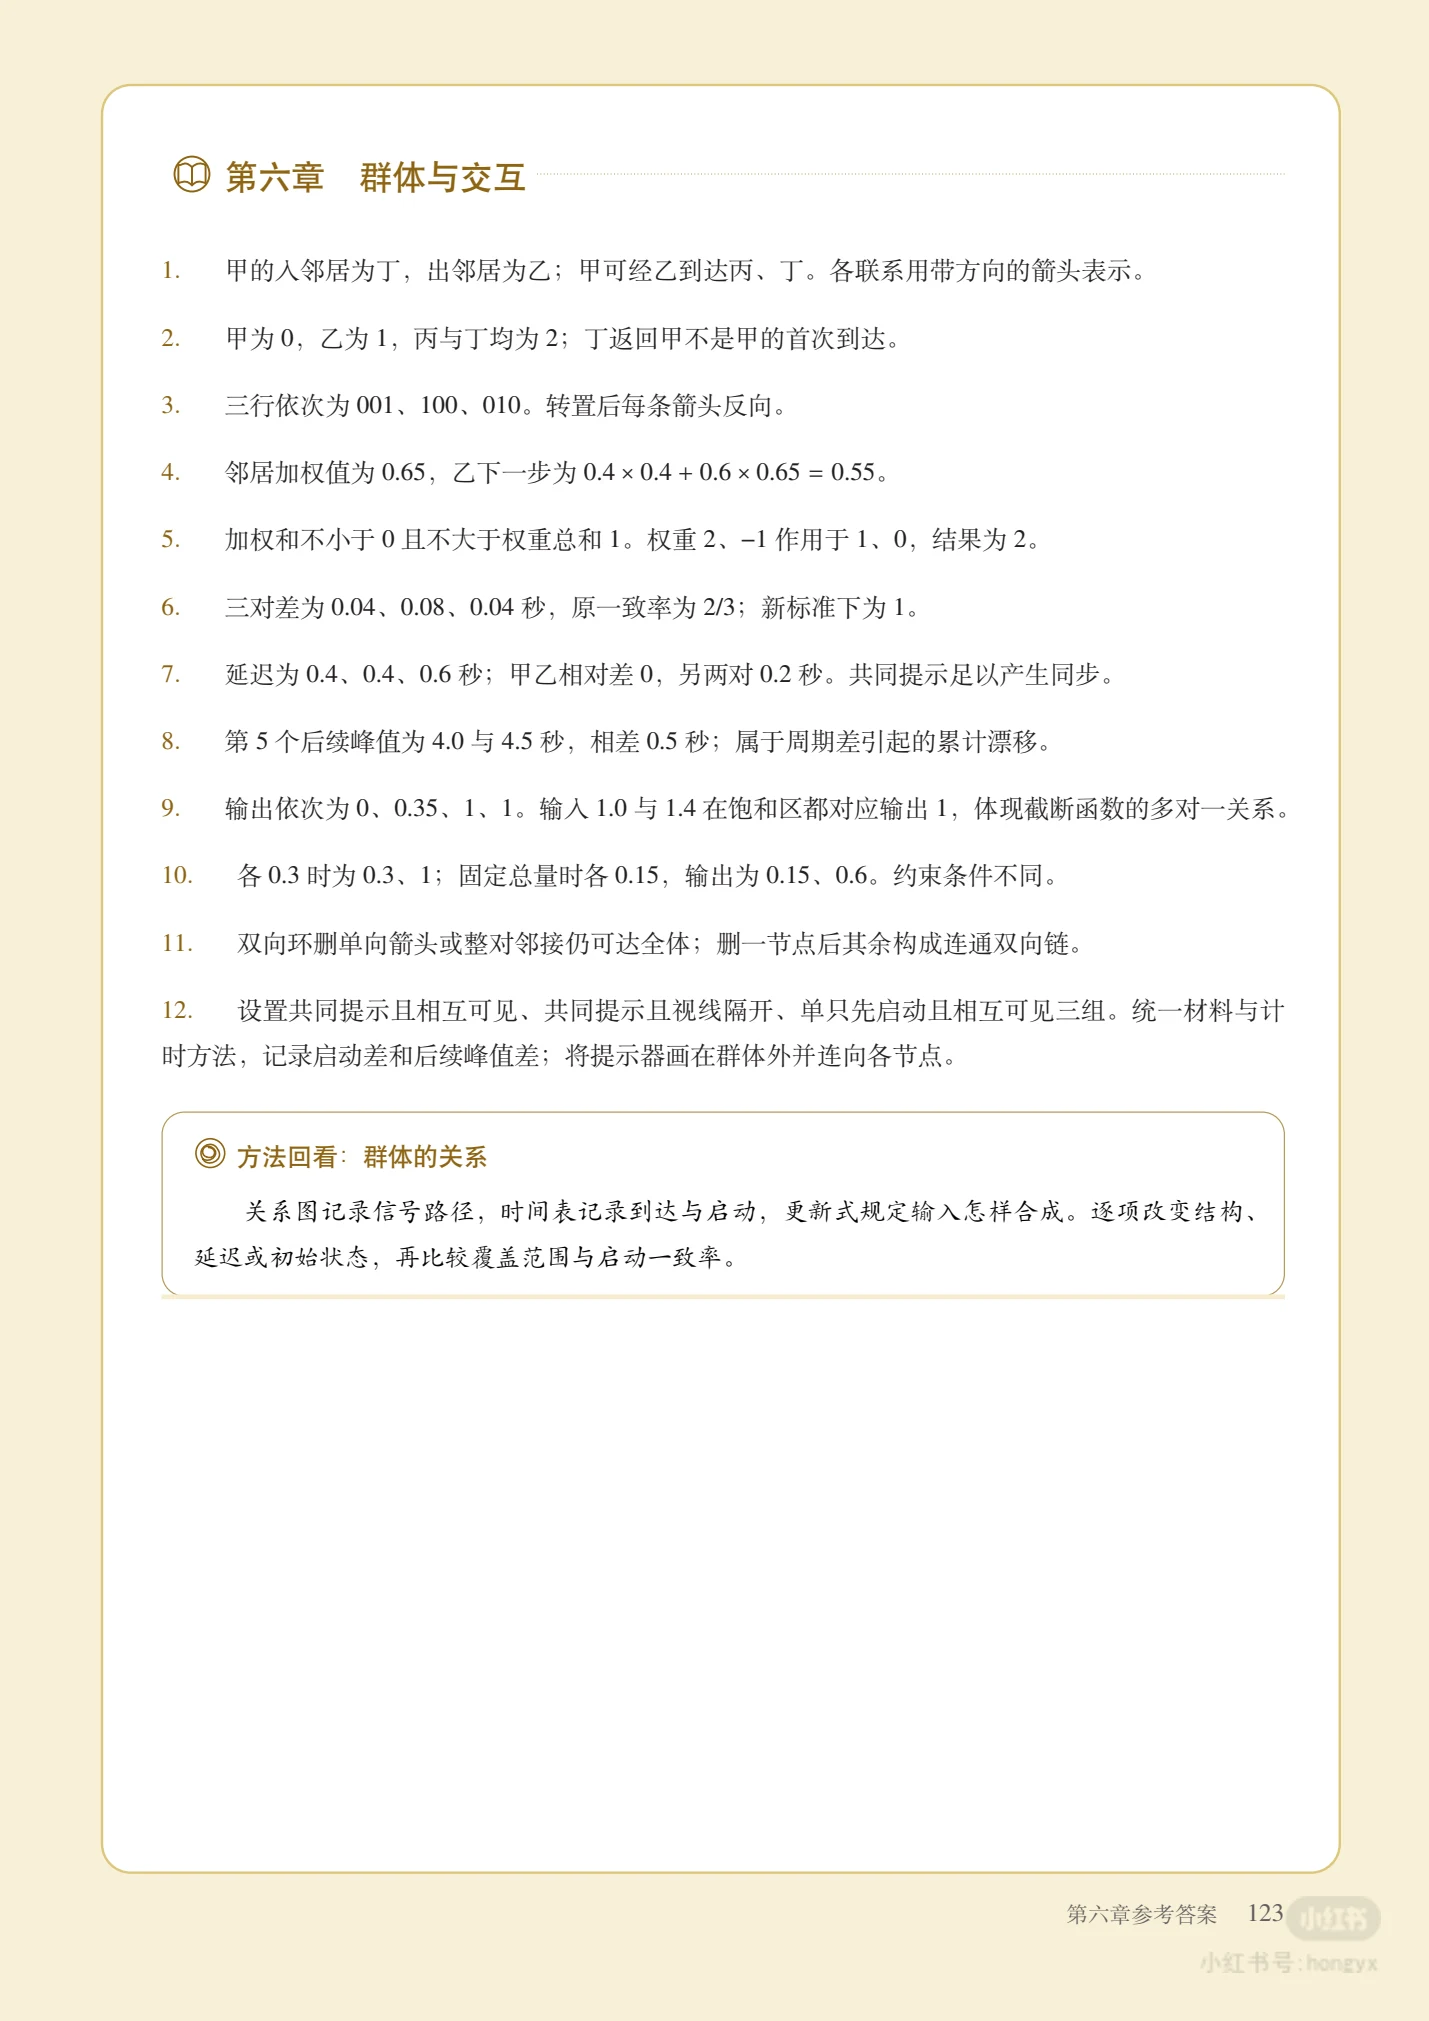 第六章　群体与交互
1. 甲的入邻居为丁，出邻居为乙；甲可经乙到达丙、丁。各联系用带方向的箭头表示。
2. 甲为 0，乙为 1，丙与丁均为 2；丁返回甲不是甲的首次到达。
3. 三行依次为 001、100、010。转置后每条箭头反向。
4. 邻居加权值为 0.65，乙下一步为 0.4 × 0.4 + 0.6 × 0.65 = 0.55。
5. 加权和不小于 0 且不大于权重总和 1。权重 2、−1 作用于 1、0，结果为 2。
6. 三对差为 0.04、0.08、0.04 秒，原一致率为 2/3；新标准下为 1。
7. 延迟为 0.4、0.4、0.6 秒；甲乙相对差 0，另两对 0.2 秒。共同提示足以产生同步。
8. 第 5 个后续峰值为 4.0 与 4.5 秒，相差 0.5 秒；属于周期差引起的累计漂移。
9. 输出依次为 0、0.35、1、1。输入 1.0 与 1.4 在饱和区都对应输出 1，体现截断函数的多对一关系。
10. 各 0.3 时为 0.3、1；固定总量时各 0.15，输出为 0.15、0.6。约束条件不同。
11. 双向环删单向箭头或整对邻接仍可达全体；删一节点后其余构成连通双向链。
12. 设置共同提示且相互可见、共同提示且视线隔开、单只先启动且相互可见三组。统一材料与计
时方法，记录启动差和后续峰值差；将提示器画在群体外并连向各节点。
方法回看：群体的关系
关系图记录信号路径，时间表记录到达与启动，更新式规定输入怎样合成。逐项改变结构、
延迟或初始状态，再比较覆盖范围与启动一致率。
第六章参考答案 123
小红书
小红书号:hongyx